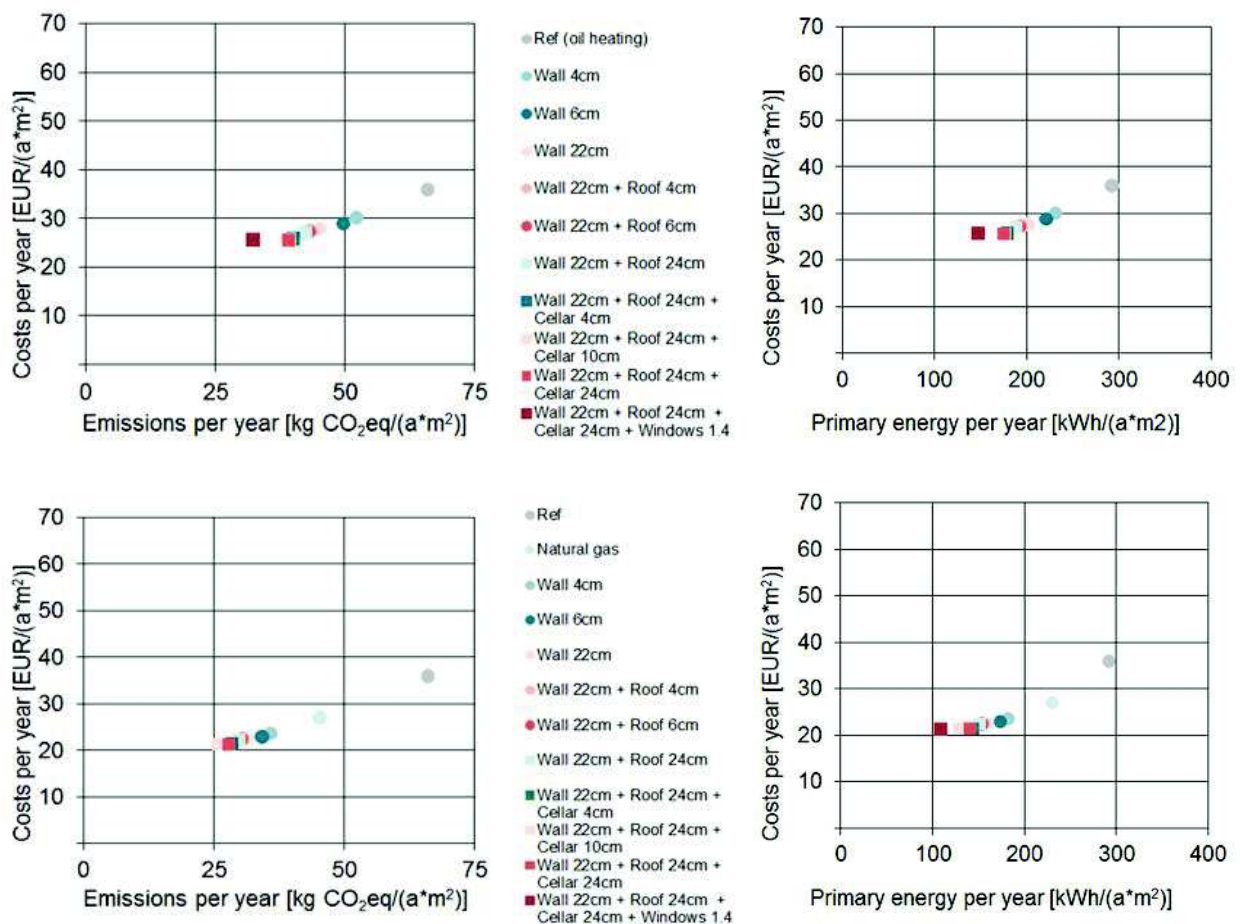 70
60
50
40
30
20
10
Costs per year [EUR/(a*m²)]
0
25
50
75
Emissions per year [kg CO₂eq/(a*m²)]
Ref (oil heating)
Wall 4cm
Wall 6cm
Wall 22cm
Wall 22cm + Roof 4cm
Wall 22cm + Roof 6cm
Wall 22cm + Roof 24cm
Wall 22cm + Roof 24cm +
Cellar 4cm
Wall 22cm + Roof 24cm +
Cellar 10cm
Wall 22cm + Roof 24cm +
Cellar 24cm
Wall 22cm + Roof 24cm +
Cellar 24cm + Windows 1.4
70
60
50
40
30
20
10
Costs per year [EUR/(a*m²)]
0
100
200
300
400
Primary energy per year [kWh/(a*m2)]
70
60
50
40
30
20
10
Costs per year [EUR/(a*m²)]
0
25
50
75
Emissions per year [kg CO₂eq/(a*m²)]
Ref
Natural gas
Wall 4cm
Wall 6cm
Wall 22cm
Wall 22cm + Roof 4cm
Wall 22cm + Roof 6cm
Wall 22cm + Roof 24cm
Wall 22cm + Roof 24cm +
Cellar 4cm
Wall 22cm + Roof 24cm +
Cellar 10cm
Wall 22cm + Roof 24cm +
Cellar 24cm
Wall 22cm + Roof 24cm +
Cellar 24cm + Windows 1.4
70
60
50
40
30
20
10
Costs per year [EUR/(a*m²)]
0
100
200
300
400
Primary energy per year [kWh/(a*m²)]